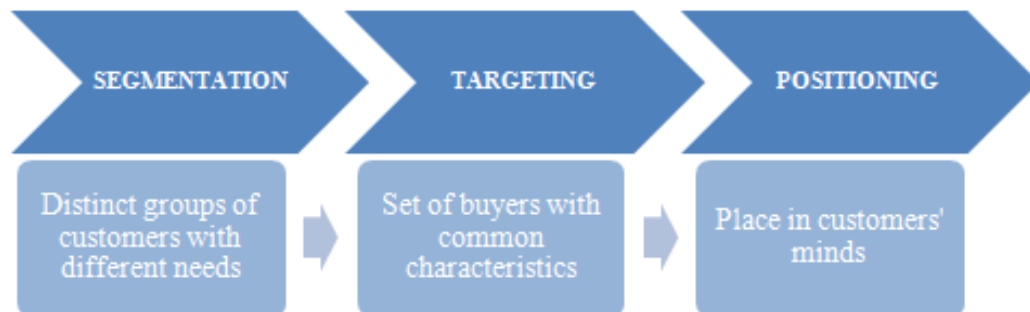 SEGMENTATION
TARGETING
POSITIONING
Distinct groups of
customers with
different needs
Set of buyers with
common
characteristics
Place in customers'
minds